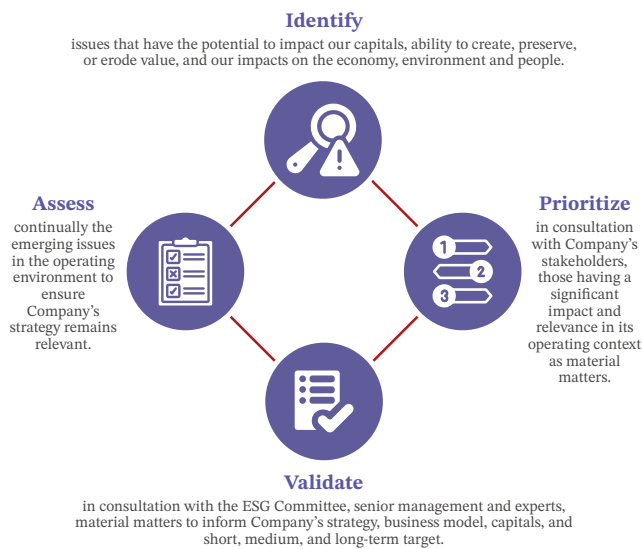 Identify
issues that have the potential to impact our capitals, ability to create, preserve,
or erode value, and our impacts on the economy, environment and people.
Prioritize
in consultation
with Company's
stakeholders,
those having a
significant
impact and
relevance in its
operating context
as material
matters.
1
2
3
Validate
in consultation with the ESG Committee, senior management and experts,
material matters to inform Company's strategy, business model, capitals, and
short, medium, and long-term target.
Assess
continually the
emerging issues
in the operating
environment to
ensure
Company's
strategy remains
relevant.